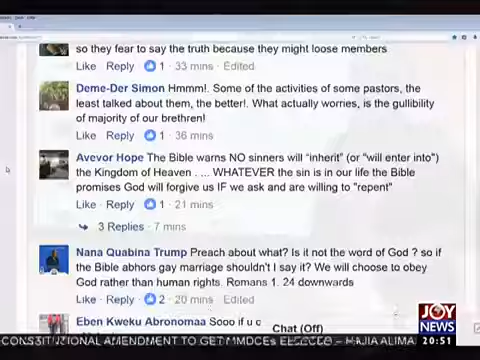 so they fear to say the truth because they might loose members
Like · Reply · 1 · 33 mins · Edited
Deme-Der Simon Hmmm!. Some of the activities of some pastors, the
least talked about them, the better!. What actually worries, is the gullibility
of majority of our brethren!
Like · Reply · 1 · 36 mins
Avevor Hope The Bible warns NO sinners will “inherit” (or "will enter into")
the Kingdom of Heaven . ... WHATEVER the sin is in our life the Bible
promises God will forgive us IF we ask and are willing to "repent"
Like · Reply · 1 · 21 mins
3 Replies · 7 mins
Nana Quabina Trump Preach about what? Is it not the word of God ? so if
the Bible abhors gay marriage shouldn't I say it? We will choose to obey
God rather than human rights. Romans 1. 24 downwards
Like · Reply · 2 · 20 mins · Edited
Eben Kweku Abronomaa Sooo if u c
Chat (Off)
JOY
NEWS
CONSTITUTIONAL AMENDMENT TO GET MMDCEs ELECTED - HAJIA ALIMA
20:51